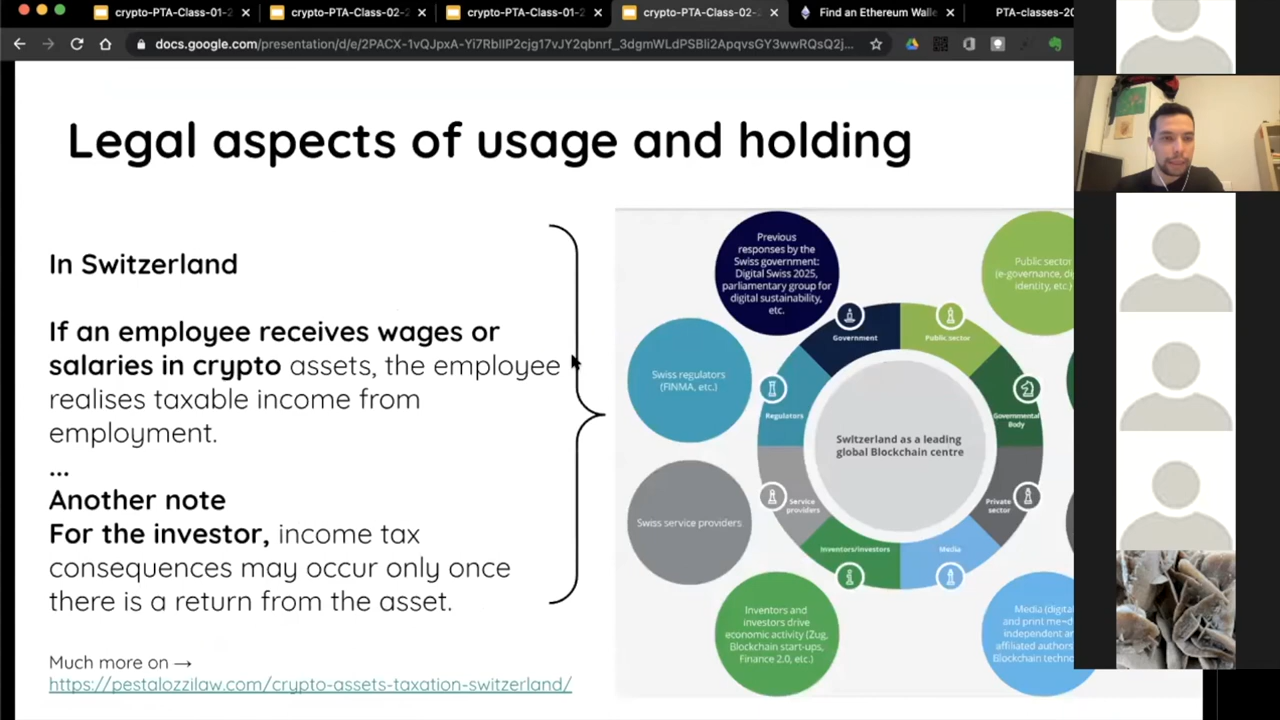 crypto-PTA-Class-01-2
crypto-PTA-Class-02-2
crypto-PTA-Class-01-2
crypto-PTA-Class-02-2
Find an Ethereum Walle
PTA-classes-20
docs.google.com/presentation/d/e/2PACX-1vQJpxA-Yi7RblIP2cjg17vJY2qbnrf_3dgmWLdPSBli2ApqvsGY3wwRQsQ2j...
Legal aspects of usage and holding
In Switzerland
If an employee receives wages or
salaries in crypto assets, the employee
realises taxable income from
employment.
...
Another note
For the investor, income tax
consequences may occur only once
there is a return from the asset.
Much more on →
https://pestalozzilaw.com/crypto-assets-taxation-switzerland/
Previous
responses by the
Swiss government:
Digital Swiss 2025,
parliamentary group for
digital sustainability,
etc.
Public sector
(e-governance, di
identity, etc.)
Swiss regulators
(FINMA, etc.)
Government
Public sector
Regulators
Governmental
Body
Switzerland as a leading
global Blockchain centre
Service
providers
Private
sector
Swiss service providers
Inventors/investors
Media
Inventors and
investors drive
economic activity (Zug,
Blockchain start-ups,
Finance 2.0, etc.)
Media (digital
and print me
independent an
affiliated authors
Blockchain techno